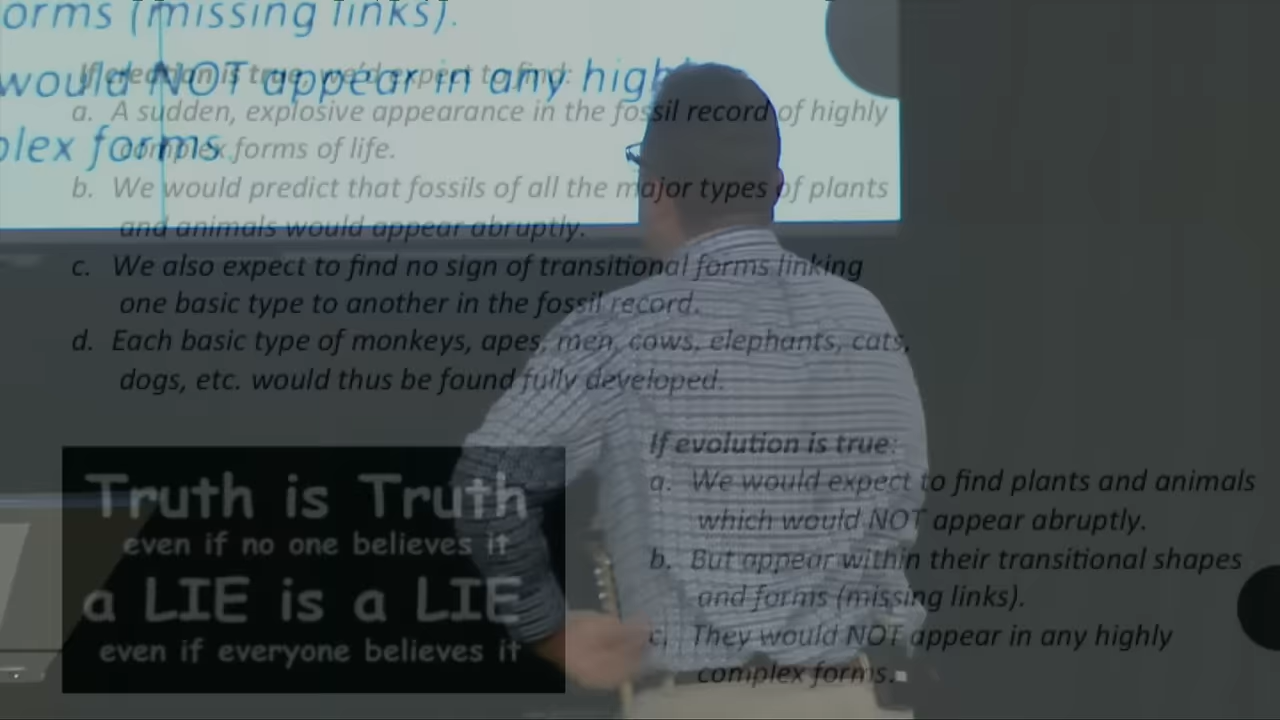 orms (missing links).
would NOT appear in any high
plex forms.
If creation is true, we'd expect to find:
a. A sudden, explosive appearance in the fossil record of highly
complex forms of life.
b. We would predict that fossils of all the major types of plants
and animals would appear abruptly.
c. We also expect to find no sign of transitional forms linking
one basic type to another in the fossil record.
d. Each basic type of monkeys, apes, men, cows, elephants, cats,
dogs, etc. would thus be found fully developed.
Truth is Truth
even if no one believes it
a LIE is a LIE
even if everyone believes it
If evolution is true:
a. We would expect to find plants and animals
which would NOT appear abruptly.
b. But appear within their transitional shapes
and forms (missing links).
c. They would NOT appear in any highly
complex forms.